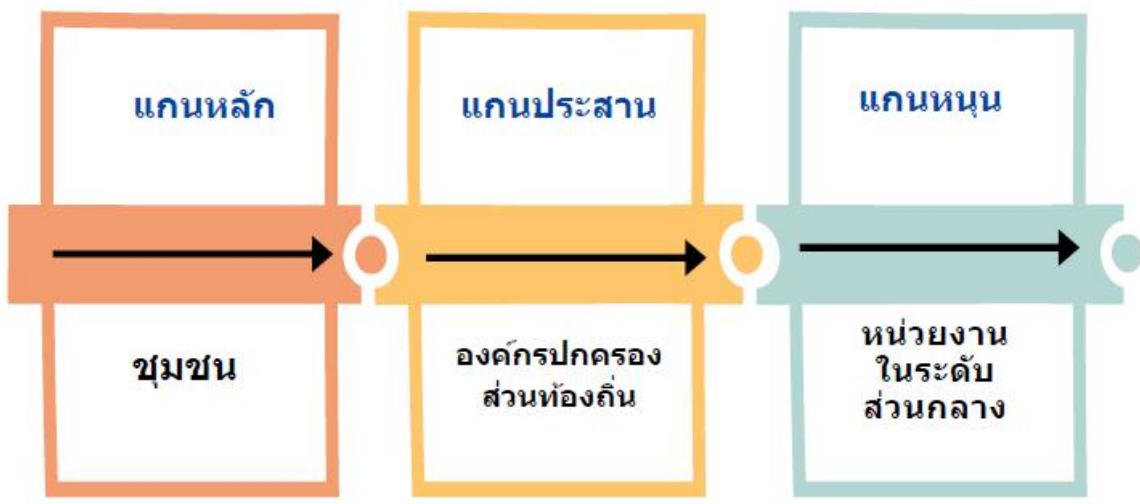 แกนหลัก
ชุมชน
แกนประสาน
องค์กรปกครอง
ส่วนท้องถิ่น
แกนหนุน
หน่วยงาน
ในระดับ
ส่วนกลาง